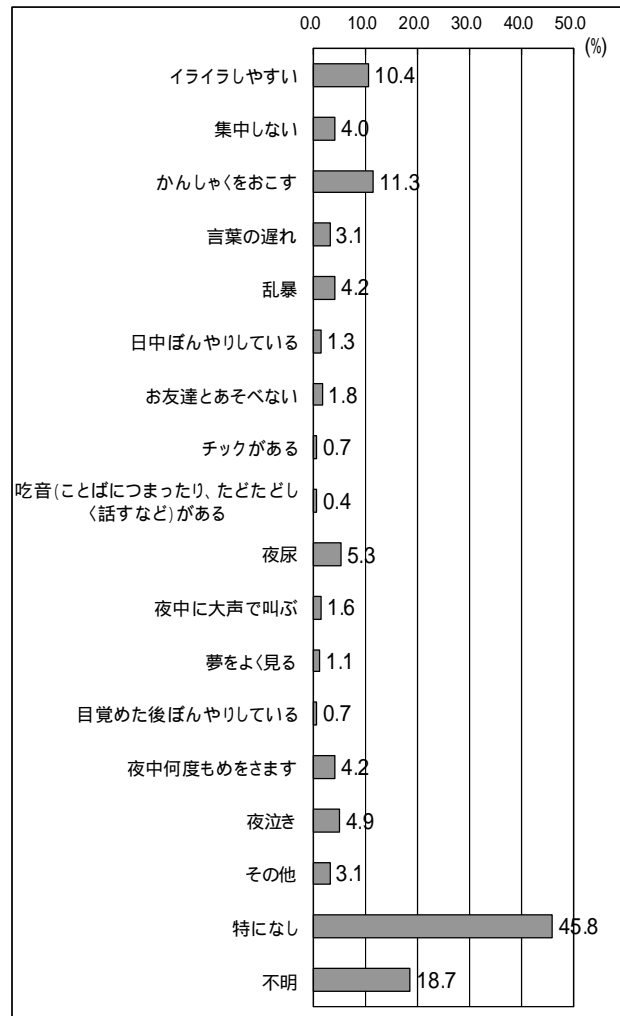 0.0 10.0 20.0 30.0 40.0 50.0
(%)
イライラしやすい 10.4
集中しない 4.0
かんしゃくをおこす 11.3
言葉の遅れ 3.1
乱暴 4.2
日中ぼんやりしている 1.3
お友達とあそべない 1.8
チックがある 0.7
吃音(ことばにつまったり、たどたどし
く話すなど)がある 0.4
夜尿 5.3
夜中に大声で叫ぶ 1.6
夢をよく見る 1.1
目覚めた後ぼんやりしている 0.7
夜中何度もめをさます 4.2
夜泣き 4.9
その他 3.1
特になし 45.8
不明 18.7